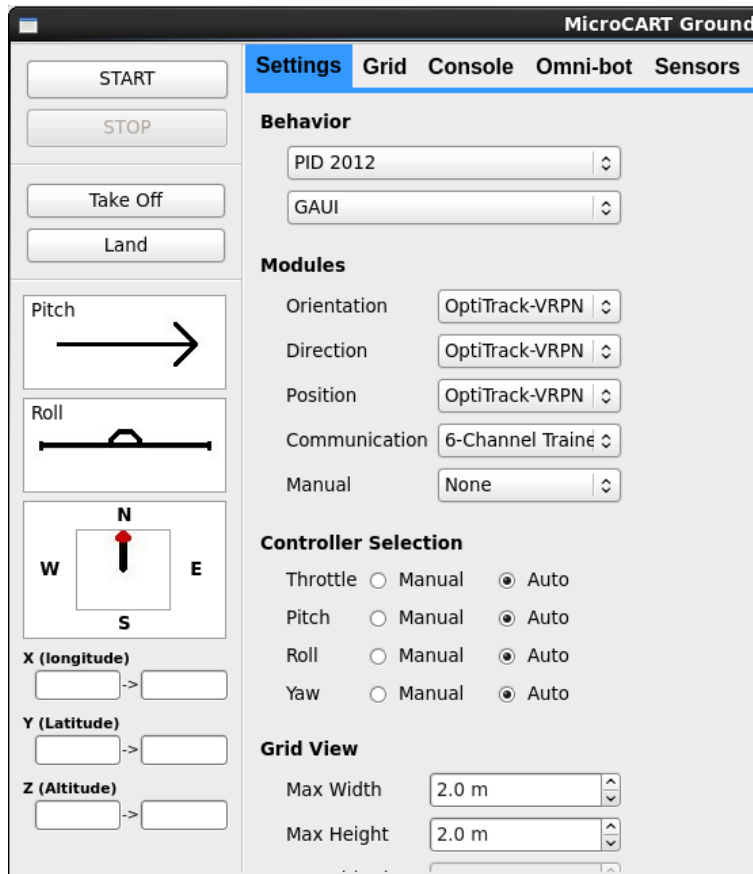 MicroCART Ground
START
STOP
Take Off
Land
Pitch
Roll
N
W E
S
X (longitude)
->
Y (Latitude)
->
Z (Altitude)
->
Settings Grid Console Omni-bot Sensors
Behavior
PID 2012
GAUI
Modules
Orientation OptiTrack-VRPN
Direction OptiTrack-VRPN
Position OptiTrack-VRPN
Communication 6-Channel Traine
Manual None
Controller Selection
Throttle Manual Auto
Pitch Manual Auto
Roll Manual Auto
Yaw Manual Auto
Grid View
Max Width 2.0 m
Max Height 2.0 m